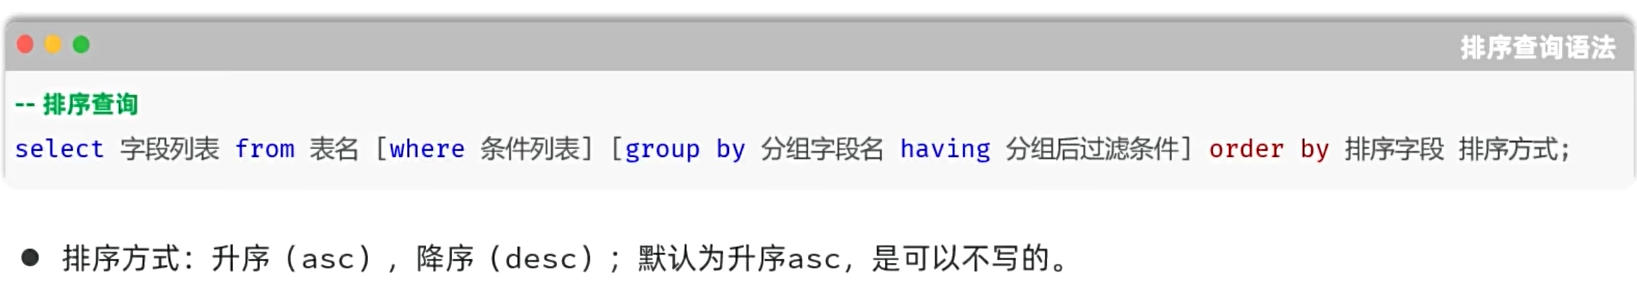 排序查询语法
-- 排序查询
select 字段列表 from 表名 [where 条件列表] [group by 分组字段名 having 分组后过滤条件] order by 排序字段 排序方式;
● 排序方式：升序（asc），降序（desc）；默认为升序asc，是可以不写的。